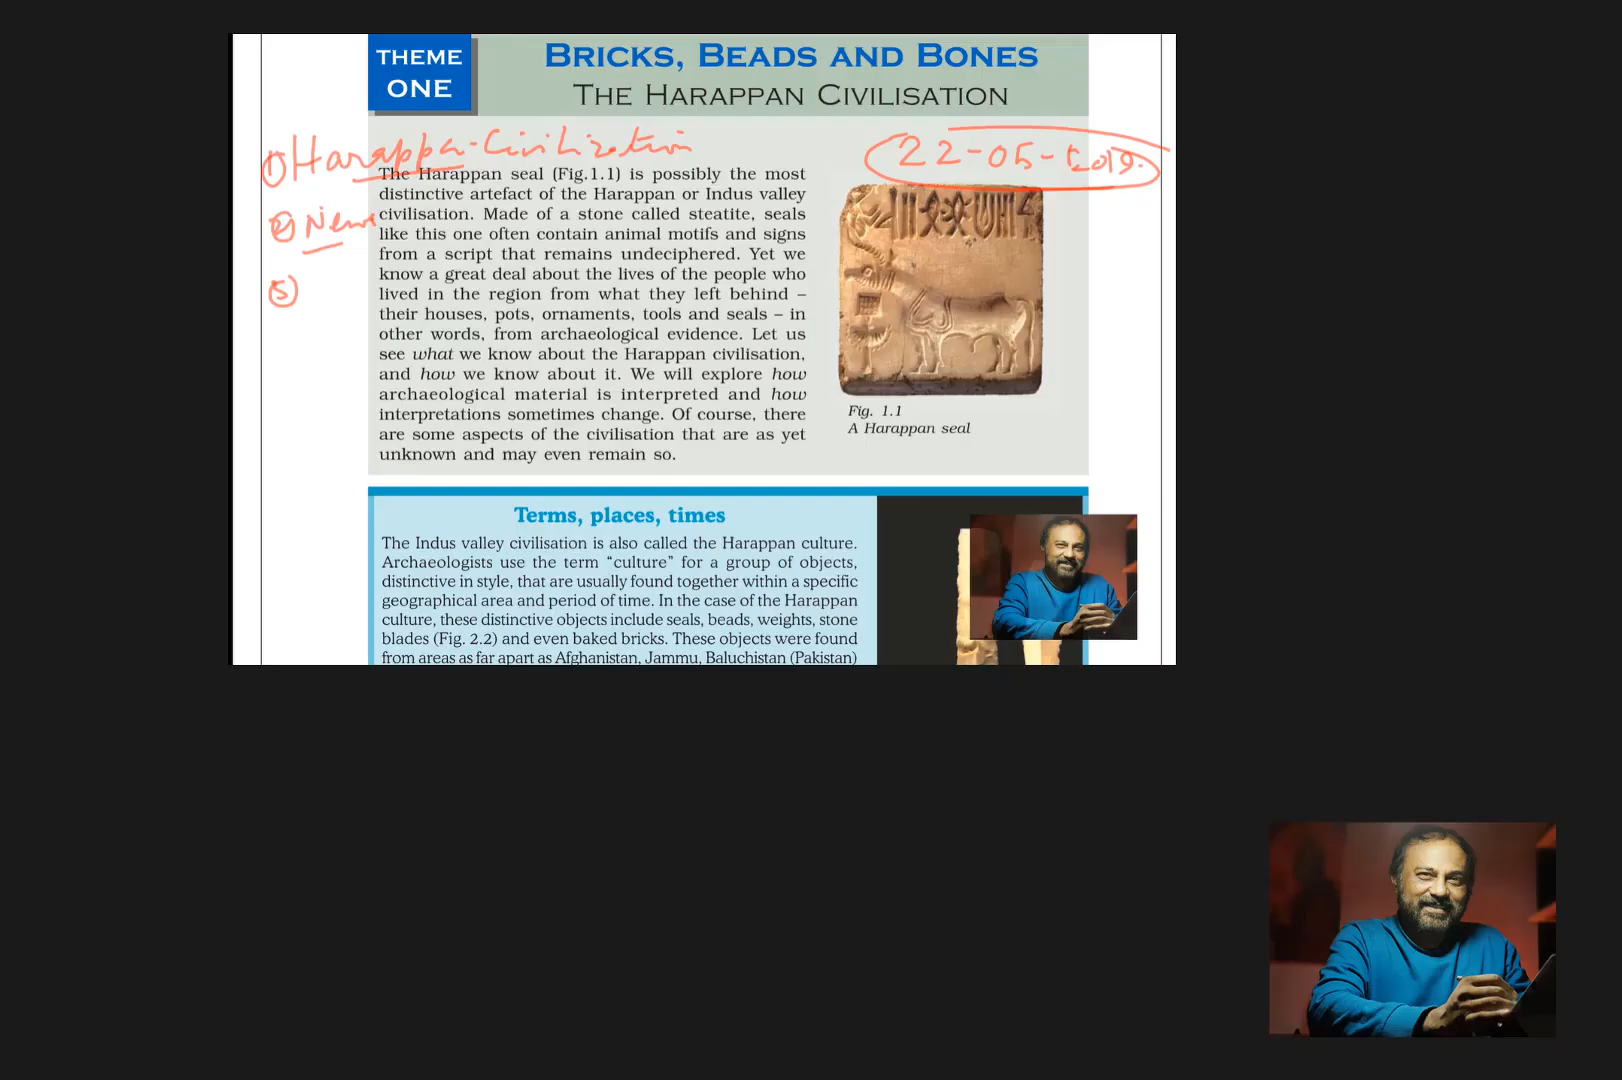 THEME
ONE
BRICKS, BEADS AND BONES
THE HARAPPAN CIVILISATION
1) Harappa-Civilization
22-05-2019.
The Harappan seal (Fig.1.1) is possibly the most
distinctive artefact of the Harappan or Indus valley
civilisation. Made of a stone called steatite, seals
like this one often contain animal motifs and signs
from a script that remains undeciphered. Yet we
know a great deal about the lives of the people who
lived in the region from what they left behind –
their houses, pots, ornaments, tools and seals – in
other words, from archaeological evidence. Let us
see what we know about the Harappan civilisation,
and how we know about it. We will explore how
archaeological material is interpreted and how
interpretations sometimes change. Of course, there
are some aspects of the civilisation that are as yet
unknown and may even remain so.
2) News
Fig. 1.1
A Harappan seal
Terms, places, times
The Indus valley civilisation is also called the Harappan culture.
Archaeologists use the term “culture” for a group of objects,
distinctive in style, that are usually found together within a specific
geographical area and period of time. In the case of the Harappan
culture, these distinctive objects include seals, beads, weights, stone
blades (Fig. 2.2) and even baked bricks. These objects were found
from areas as far apart as Afghanistan, Jammu, Baluchistan (Pakistan)